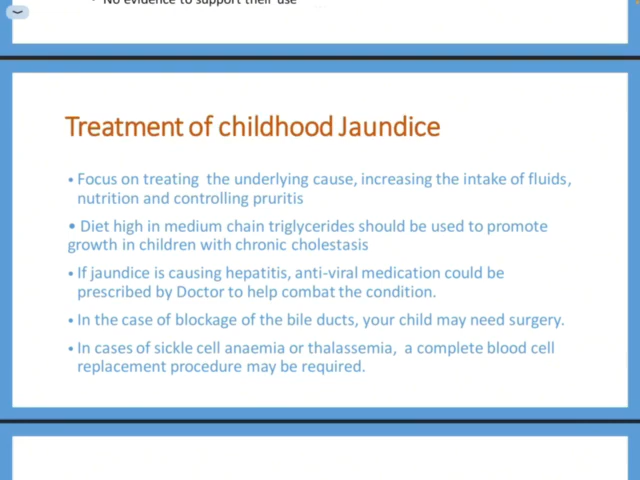 • No evidence to support their use
Treatment of childhood Jaundice
• Focus on treating the underlying cause, increasing the intake of fluids,
nutrition and controlling pruritis
• Diet high in medium chain triglycerides should be used to promote
growth in children with chronic cholestasis
• If jaundice is causing hepatitis, anti-viral medication could be
prescribed by Doctor to help combat the condition.
• In the case of blockage of the bile ducts, your child may need surgery.
• In cases of sickle cell anaemia or thalassemia, a complete blood cell
replacement procedure may be required.